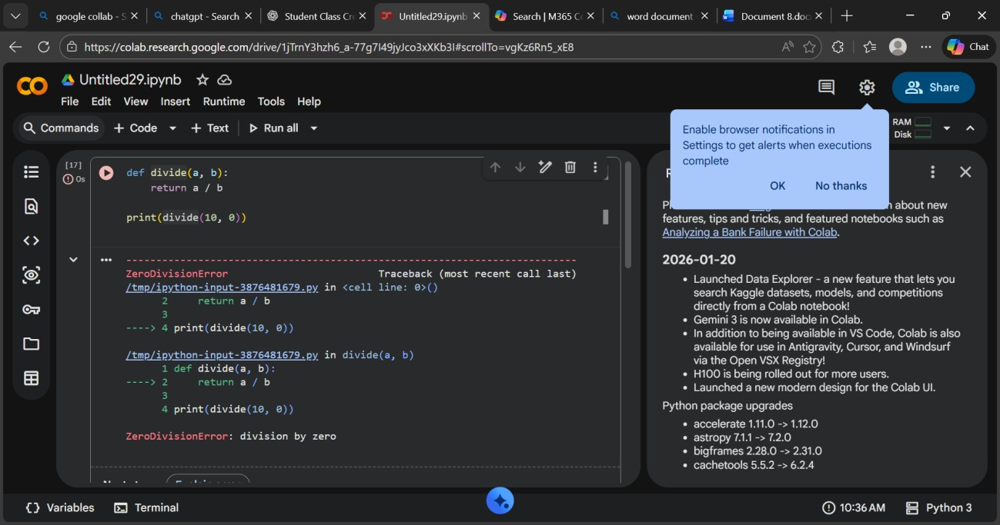 google collab - S
chatgpt - Search
Student Class Cre
Untitled29.ipynb
Search | M365 Co
word document
Document 8.doc
https://colab.research.google.com/drive/1jTrnY3hzh6_a-77g7I49jyJco3xXKb3I#scrollTo=vgKz6Rn5_xE8
Chat
Untitled29.ipynb
File Edit View Insert Runtime Tools Help
Share
Commands + Code + Text Run all
RAM
Disk
Enable browser notifications in
Settings to get alerts when executions
complete
OK No thanks
[17]
0s
def divide(a, b):
    return a / b
print(divide(10, 0))
---------------------------------------------------------------------------
ZeroDivisionError                         Traceback (most recent call last)
/tmp/ipython-input-3876481679.py in <cell line: 0>()
      2     return a / b
      3
----> 4 print(divide(10, 0))
/tmp/ipython-input-3876481679.py in divide(a, b)
      1 def divide(a, b):
----> 2     return a / b
      3
      4 print(divide(10, 0))
ZeroDivisionError: division by zero
about new
features, tips and tricks, and featured notebooks such as
Analyzing a Bank Failure with Colab.
2026-01-20
• Launched Data Explorer - a new feature that lets you
search Kaggle datasets, models, and competitions
directly from a Colab notebook!
• Gemini 3 is now available in Colab.
• In addition to being available in VS Code, Colab is also
available for use in Antigravity, Cursor, and Windsurf
via the Open VSX Registry!
• H100 is being rolled out for more users.
• Launched a new modern design for the Colab UI.
Python package upgrades
• accelerate 1.11.0 -> 1.12.0
• astropy 7.1.1 -> 7.2.0
• bigframes 2.28.0 -> 2.31.0
• cachetools 5.5.2 -> 6.2.4
{} Variables Terminal
10:36 AM Python 3